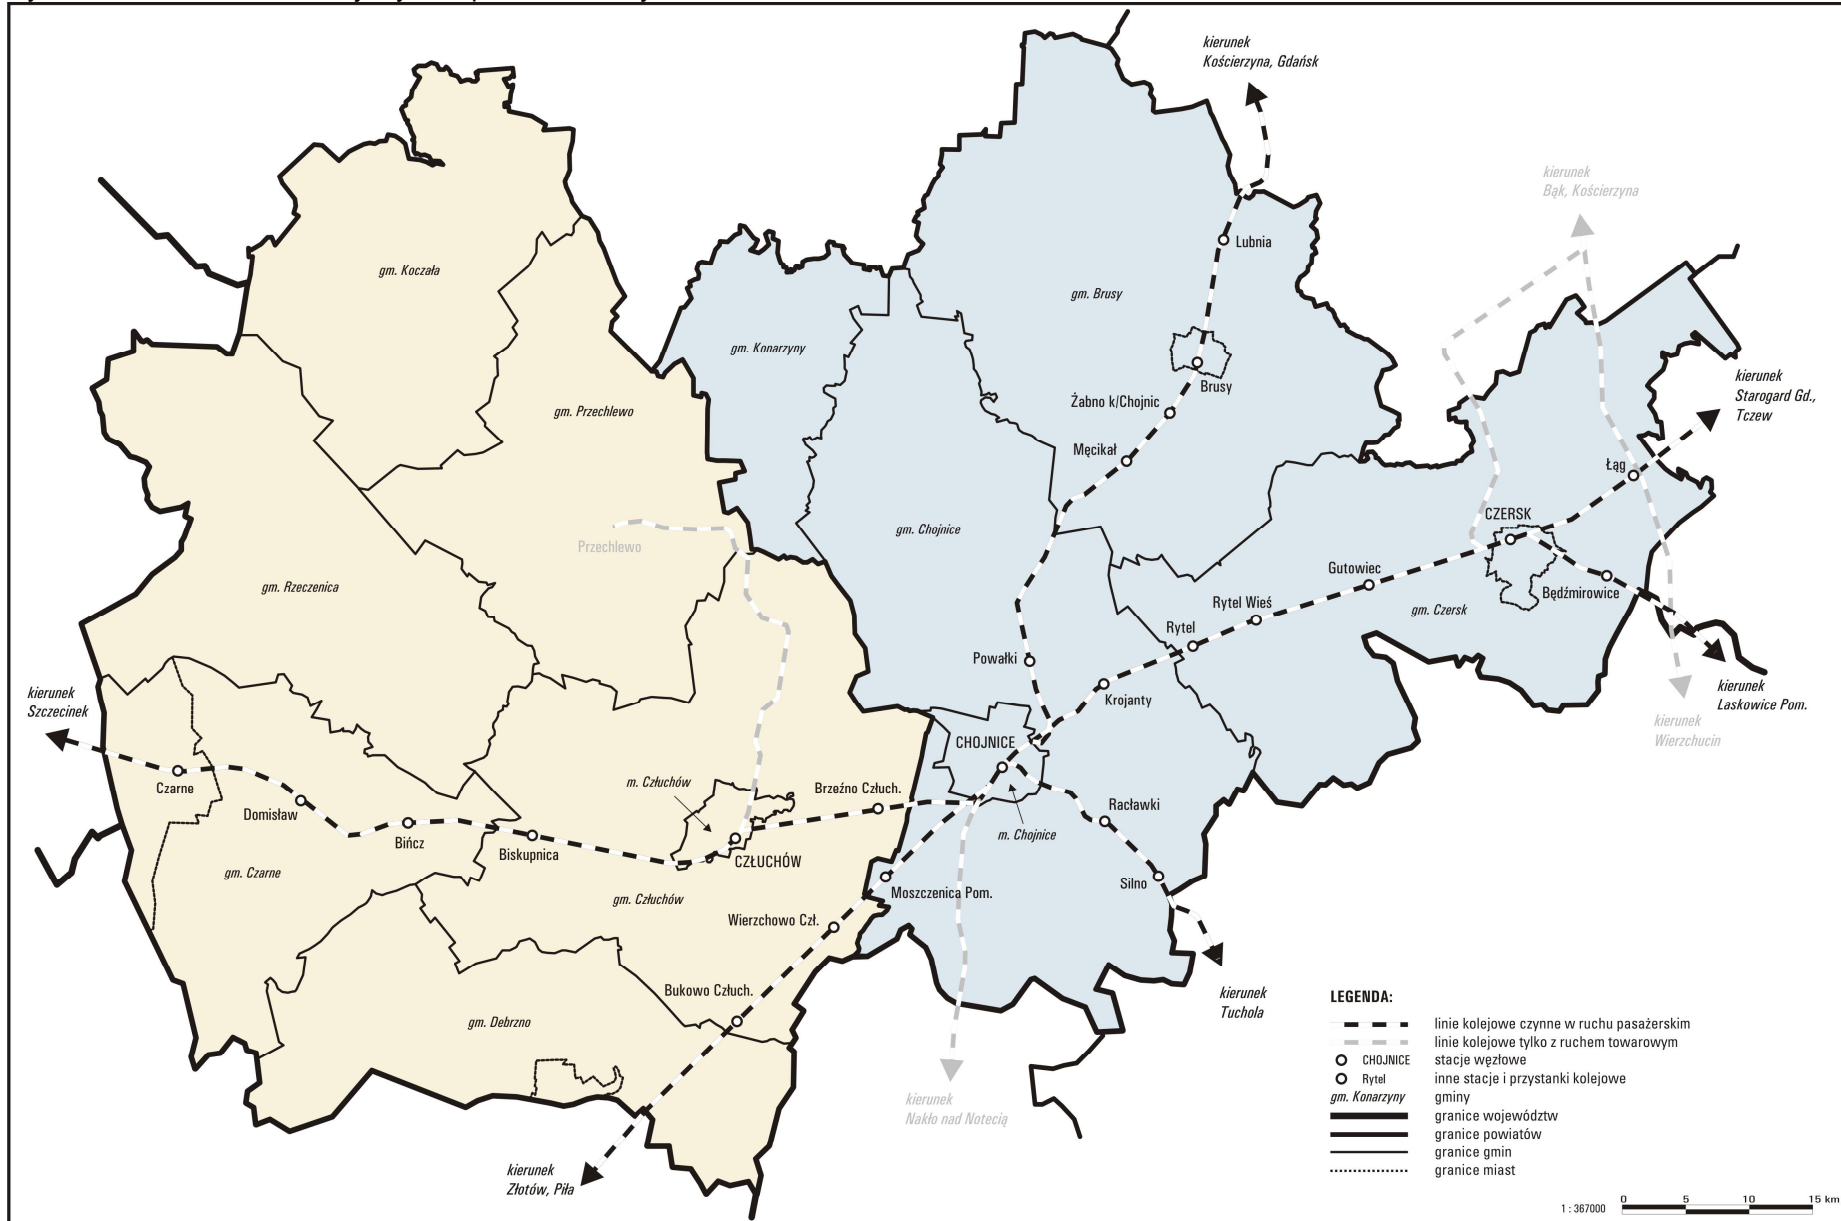 kierunek
Kościerzyna, Gdańsk
kierunek
Bąk, Kościerzyna
Lubnia
gm. Koczała
gm. Brusy
gm. Konarzyny
kierunek
Starogard Gd.,
Tczew
Brusy
Żabno k/Chojnic
gm. Przechlewo
Męcikał
Łąg
CZERSK
gm. Chojnice
Przechlewo
Gutowiec
gm. Rzeczenica
Będźmirowice
Rytel Wieś
gm. Czersk
Rytel
Powałki
kierunek
Szczecinek
Krojanty
kierunek
Laskowice Pom.
kierunek
Wierzchucin
CHOJNICE
m. Człuchów
Czarne
Brzeźno Człuch.
Racławki
Domisław
m. Chojnice
Bińcz
Biskupnica
CZŁUCHÓW
gm. Czarne
Silno
Moszczenica Pom.
gm. Człuchów
Wierzchowo Czł.
Bukowo Człuch.
kierunek
Tuchola
gm. Debrzno
kierunek
Nakło nad Notecią
kierunek
Złotów, Piła
LEGENDA:
linie kolejowe czynne w ruchu pasażerskim
linie kolejowe tylko z ruchem towarowym
CHOJNICE stacje węzłowe
Rytel inne stacje i przystanki kolejowe
gm. Konarzyny gminy
granice województw
granice powiatów
granice gmin
granice miast
1 : 367000 0 5 10 15 km